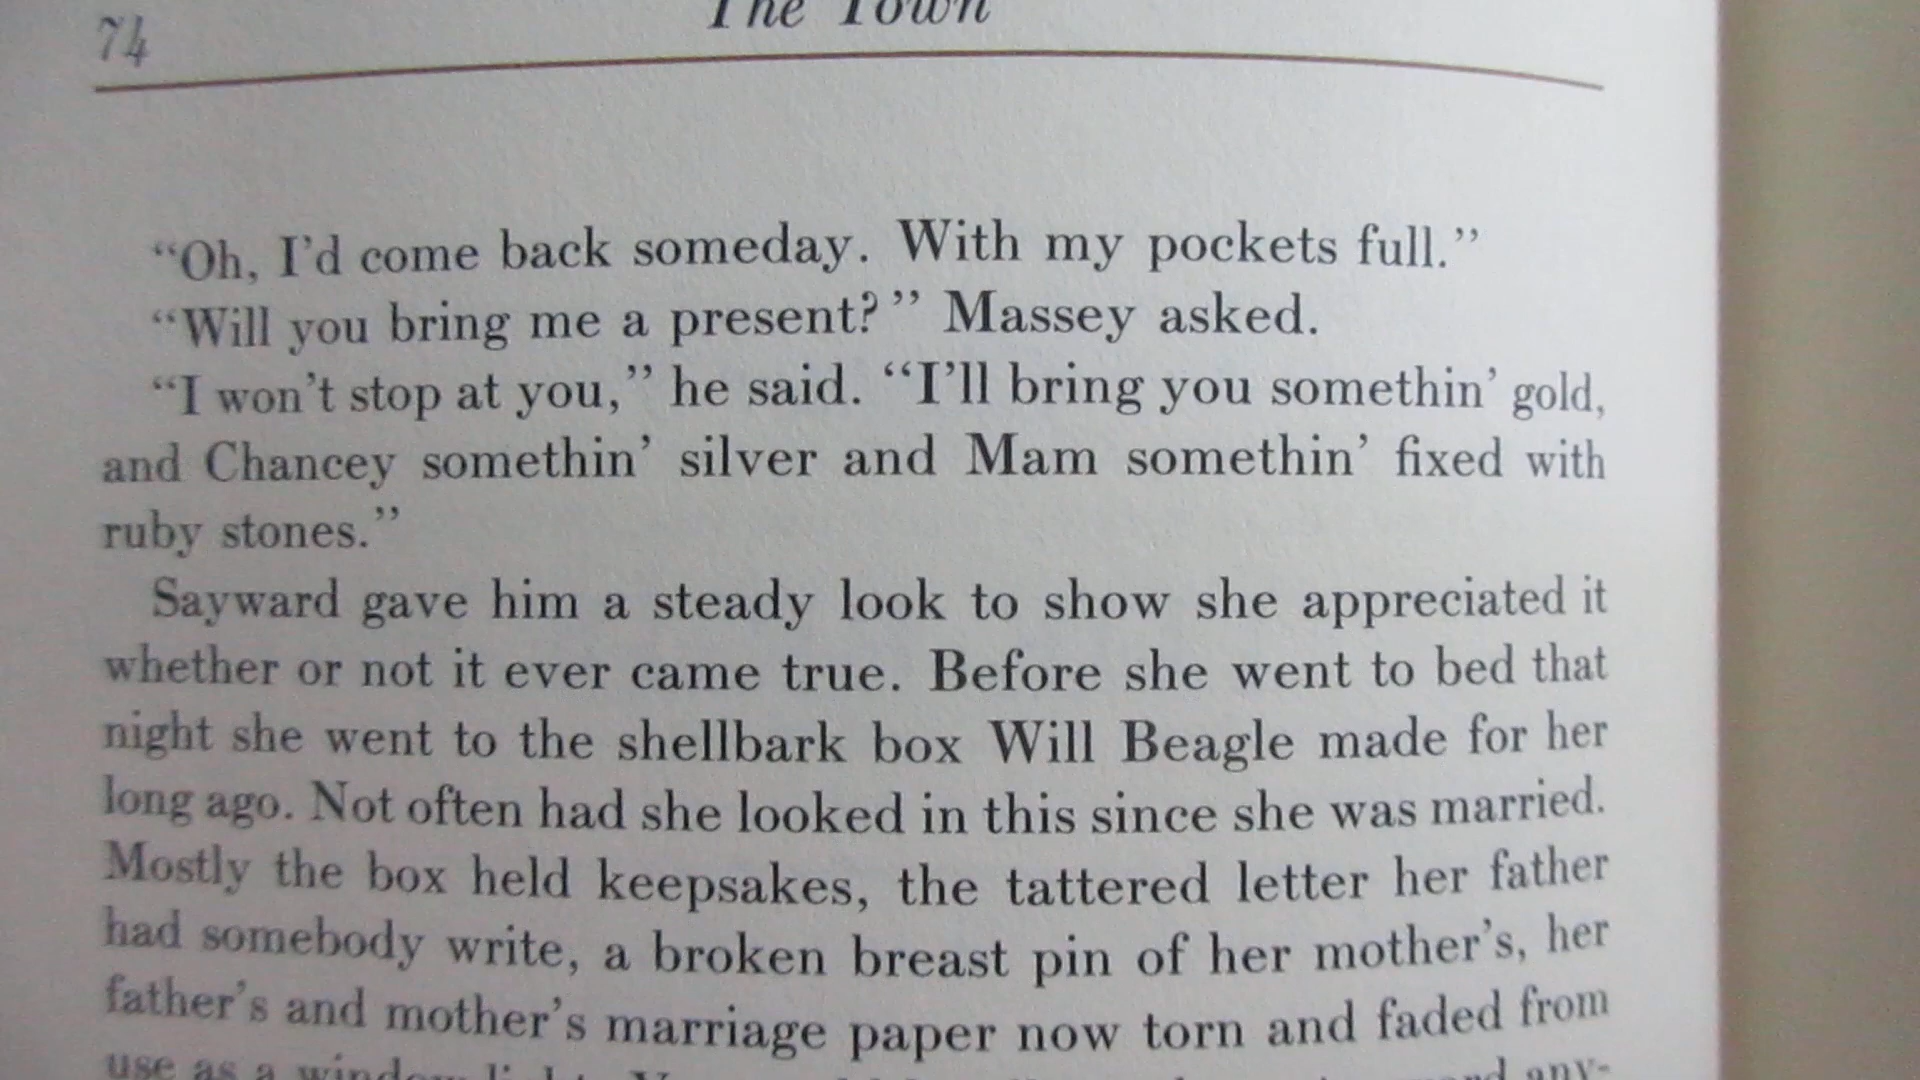 74
The Town
“Oh, I’d come back someday. With my pockets full.”
“Will you bring me a present?” Massey asked.
“I won’t stop at you,” he said. “I’ll bring you somethin’ gold,
and Chancey somethin’ silver and Mam somethin’ fixed with
ruby stones.”
Sayward gave him a steady look to show she appreciated it
whether or not it ever came true. Before she went to bed that
night she went to the shellbark box Will Beagle made for her
long ago. Not often had she looked in this since she was married.
Mostly the box held keepsakes, the tattered letter her father
had somebody write, a broken breast pin of her mother’s, her
father’s and mother’s marriage paper now torn and faded from
use as a window